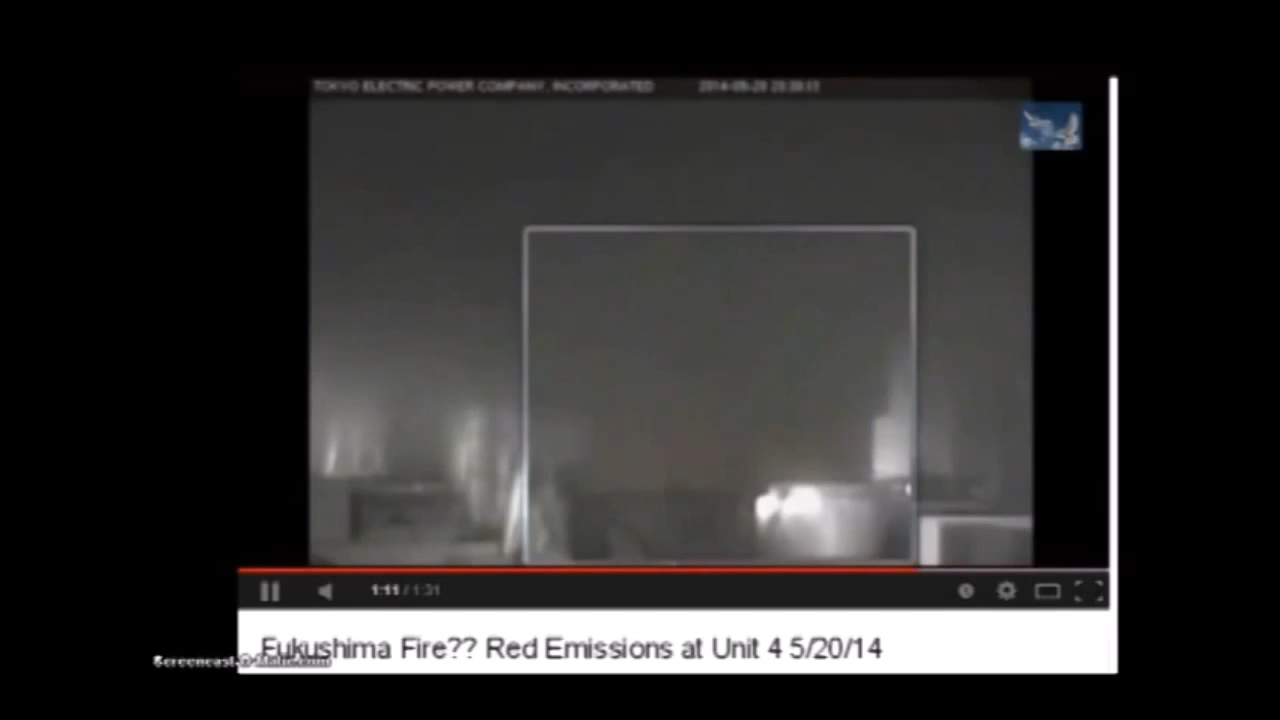 TOKYO ELECTRIC POWER COMPANY, INCORPORATED
1:11 / 1:31
Fukushima Fire?? Red Emissions at Unit 4 5/20/14